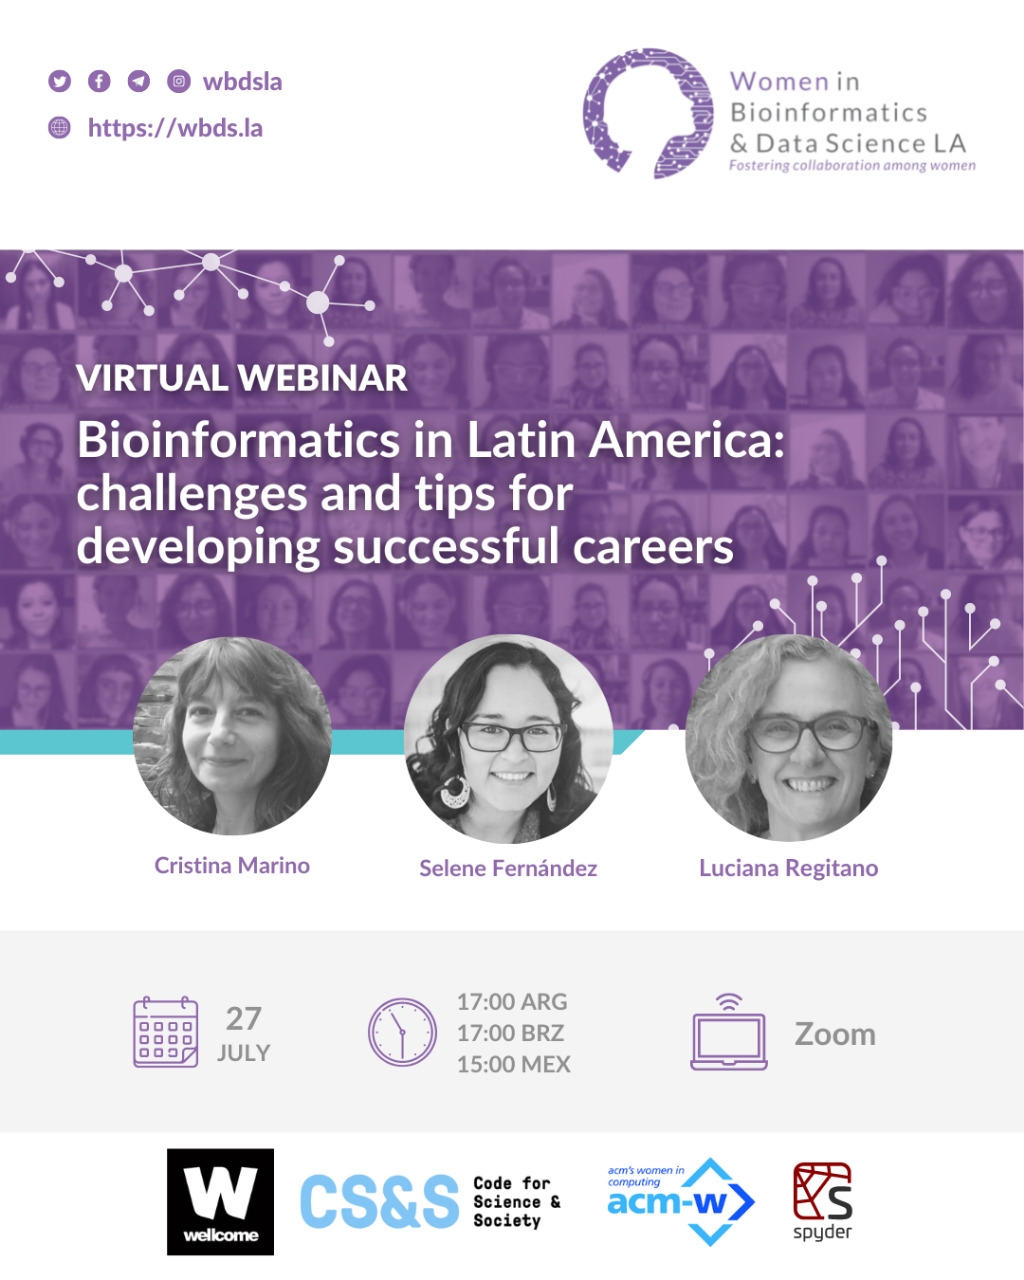 wbdsla
https://wbds.la
Women in
Bioinformatics
& Data Science LA
Fostering collaboration among women
VIRTUAL WEBINAR
Bioinformatics in Latin America:
challenges and tips for
developing successful careers
Cristina Marino
Selene Fernández
Luciana Regitano
27
JULY
17:00 ARG
17:00 BRZ
15:00 MEX
Zoom
W
wellcome
CS&S
Code for
Science &
Society
acm's women in
computing
acm-w
S
spyder